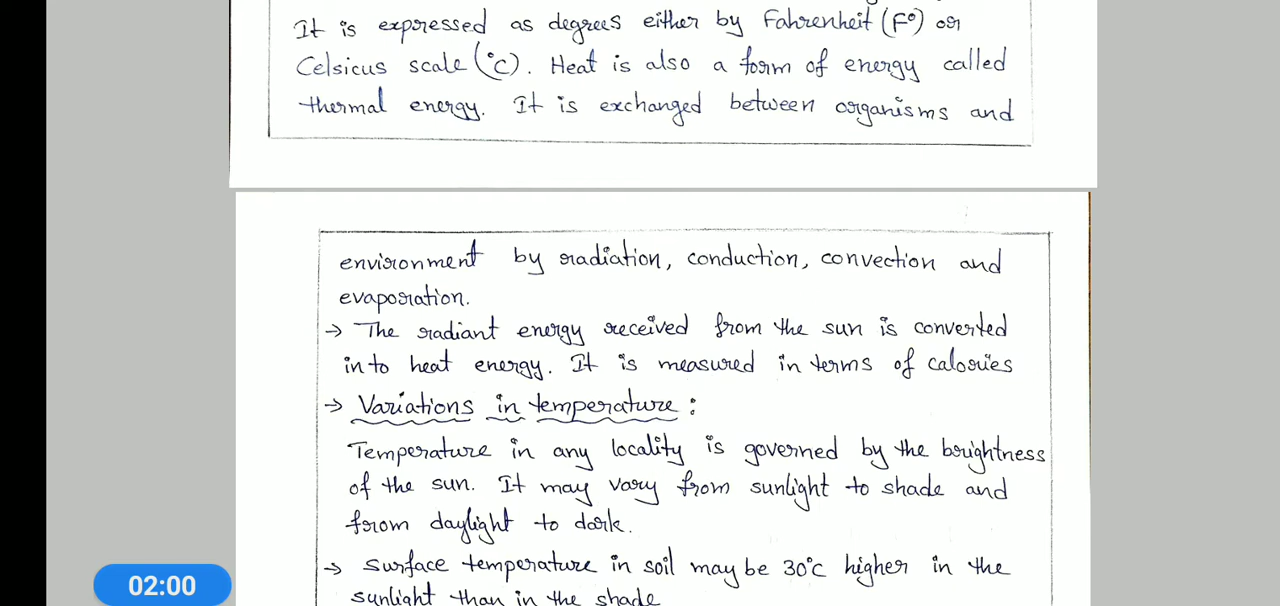 It is expressed as degrees either by Fahrenheit (F°) or
Celsicus scale (°C). Heat is also a form of energy called
thermal energy. It is exchanged between organisms and
environment by radiation, conduction, convection and
evaporation.
→ The radiant energy received from the sun is converted
in to heat energy. It is measured in terms of calories
→ Variations in temperature :
Temperature in any locality is governed by the brightness
of the sun. It may vary from sunlight to shade and
from daylight to dark.
→ Surface temperature in soil may be 30°C higher in the
sunlight than in the shade
02:00